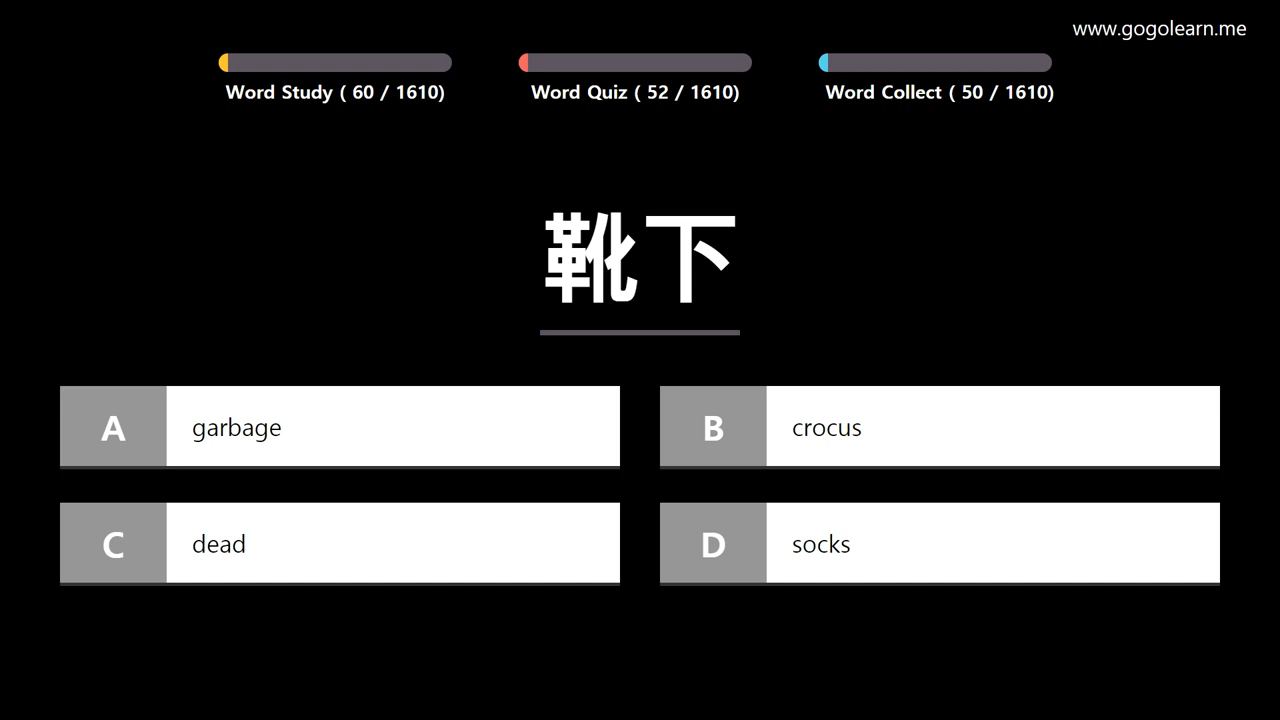 www.gogolearn.me
Word Study ( 60 / 1610)
Word Quiz ( 52 / 1610)
Word Collect ( 50 / 1610)
靴下
A garbage
B crocus
C dead
D socks